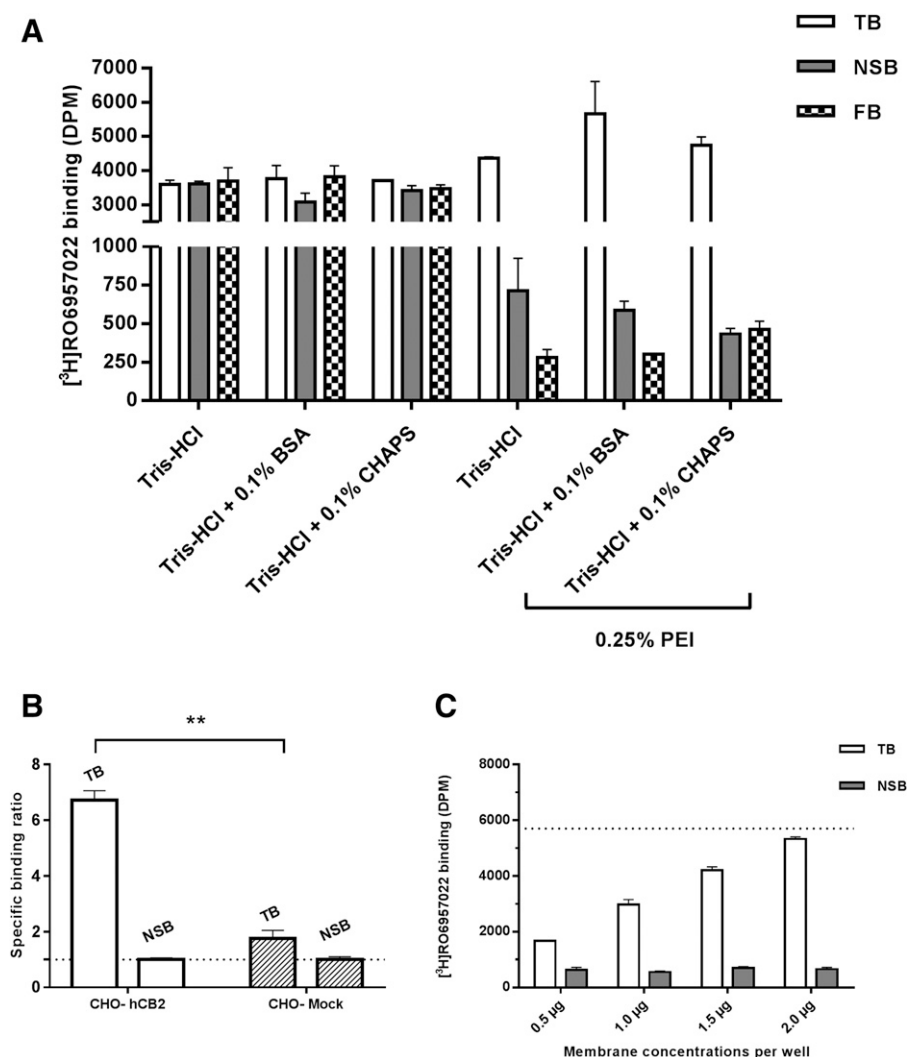 A
TB
NSB
FB
[³H]RO6957022 binding (DPM)
7000
6000
5000
4000
3000
1000
750
500
250
0
Tris-HCl
Tris-HCl + 0.1% BSA
Tris-HCl + 0.1% CHAPS
Tris-HCl
Tris-HCl + 0.1% BSA
Tris-HCl + 0.1% CHAPS
0.25% PEI
B
**
Specific binding ratio
8
6
4
2
0
TB
NSB
TB
NSB
CHO- hCB2
CHO- Mock
C
TB
NSB
[³H]RO6957022 binding (DPM)
8000
6000
4000
2000
0
0.5 µg
1.0 µg
1.5 µg
2.0 µg
Membrane concentrations per well